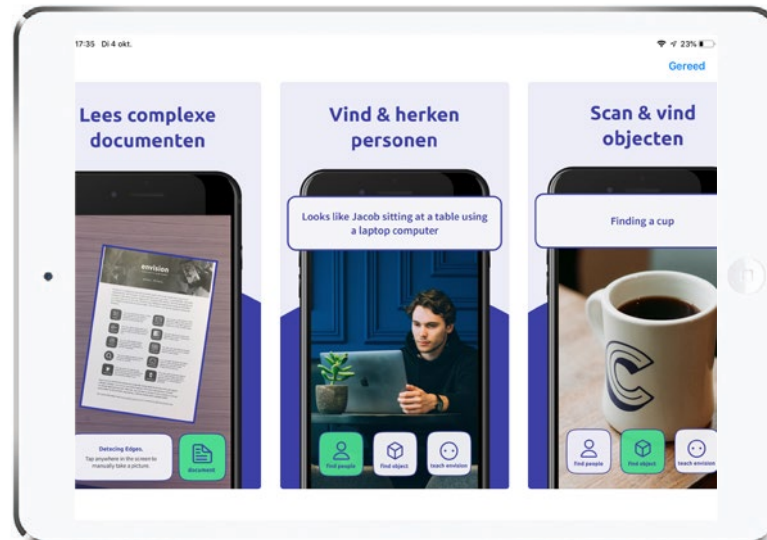 17:35 Di 4 okt.
23%
Gereed
Lees complexe
documenten
envision
Detecing Edges.
Tap anywhere in the screen to
manually take a picture.
document
Vind & herken
personen
Looks like Jacob sitting at a table using
a laptop computer
find people
find object
teach envision
Scan & vind
objecten
Finding a cup
C
find people
find object
teach envision